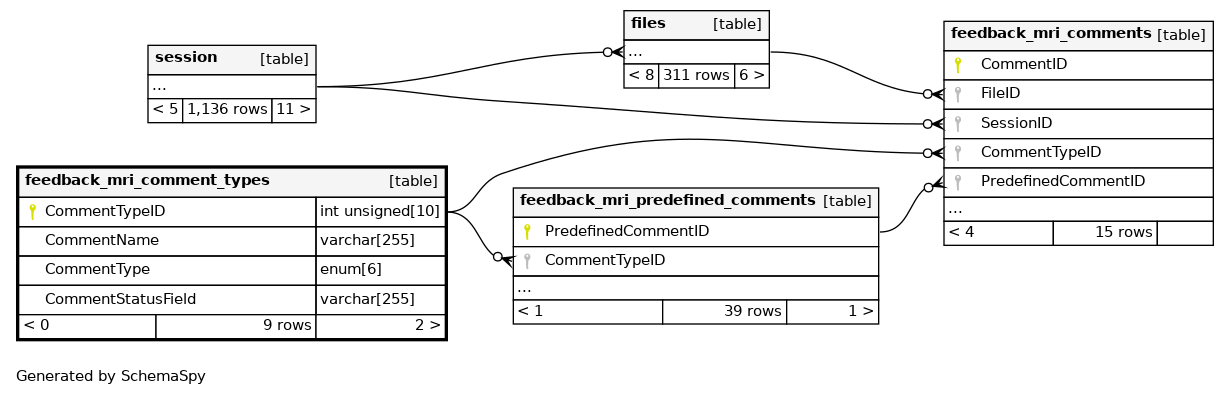 session [table]
...
< 5 1,136 rows 11 >
files [table]
...
< 8 311 rows 6 >
feedback_mri_comments [table]
CommentID
FileID
SessionID
CommentTypeID
PredefinedCommentID
...
< 4 15 rows
feedback_mri_comment_types [table]
CommentTypeID int unsigned[10]
CommentName varchar[255]
CommentType enum[6]
CommentStatusField varchar[255]
< 0 9 rows 2 >
feedback_mri_predefined_comments [table]
PredefinedCommentID
CommentTypeID
...
< 1 39 rows 1 >
Generated by SchemaSpy